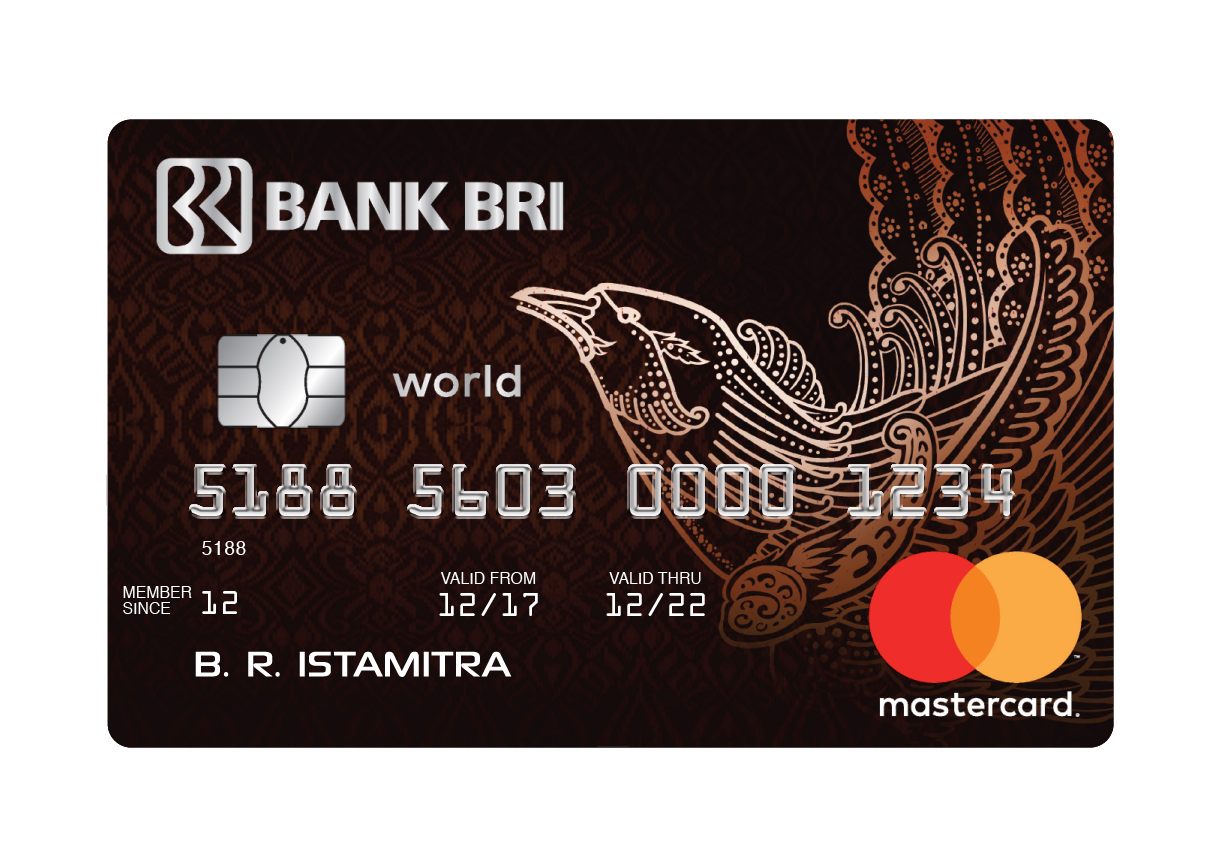 BANK BRI
world
5188 5603 0000 1234
5188
MEMBER SINCE 12
VALID FROM 12/17
VALID THRU 12/22
B. R. ISTAMITRA
mastercard.